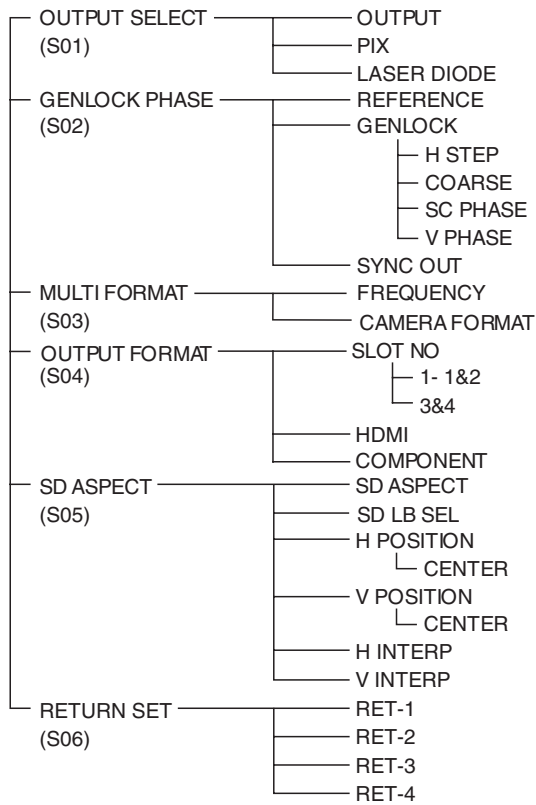 OUTPUT SELECT
(S01)
OUTPUT
PIX
LASER DIODE
GENLOCK PHASE
(S02)
REFERENCE
GENLOCK
H STEP
COARSE
SC PHASE
V PHASE
SYNC OUT
MULTI FORMAT
(S03)
FREQUENCY
CAMERA FORMAT
OUTPUT FORMAT
(S04)
SLOT NO
1- 1&2
3&4
HDMI
COMPONENT
SD ASPECT
(S05)
SD ASPECT
SD LB SEL
H POSITION
CENTER
V POSITION
CENTER
H INTERP
V INTERP
RETURN SET
(S06)
RET-1
RET-2
RET-3
RET-4